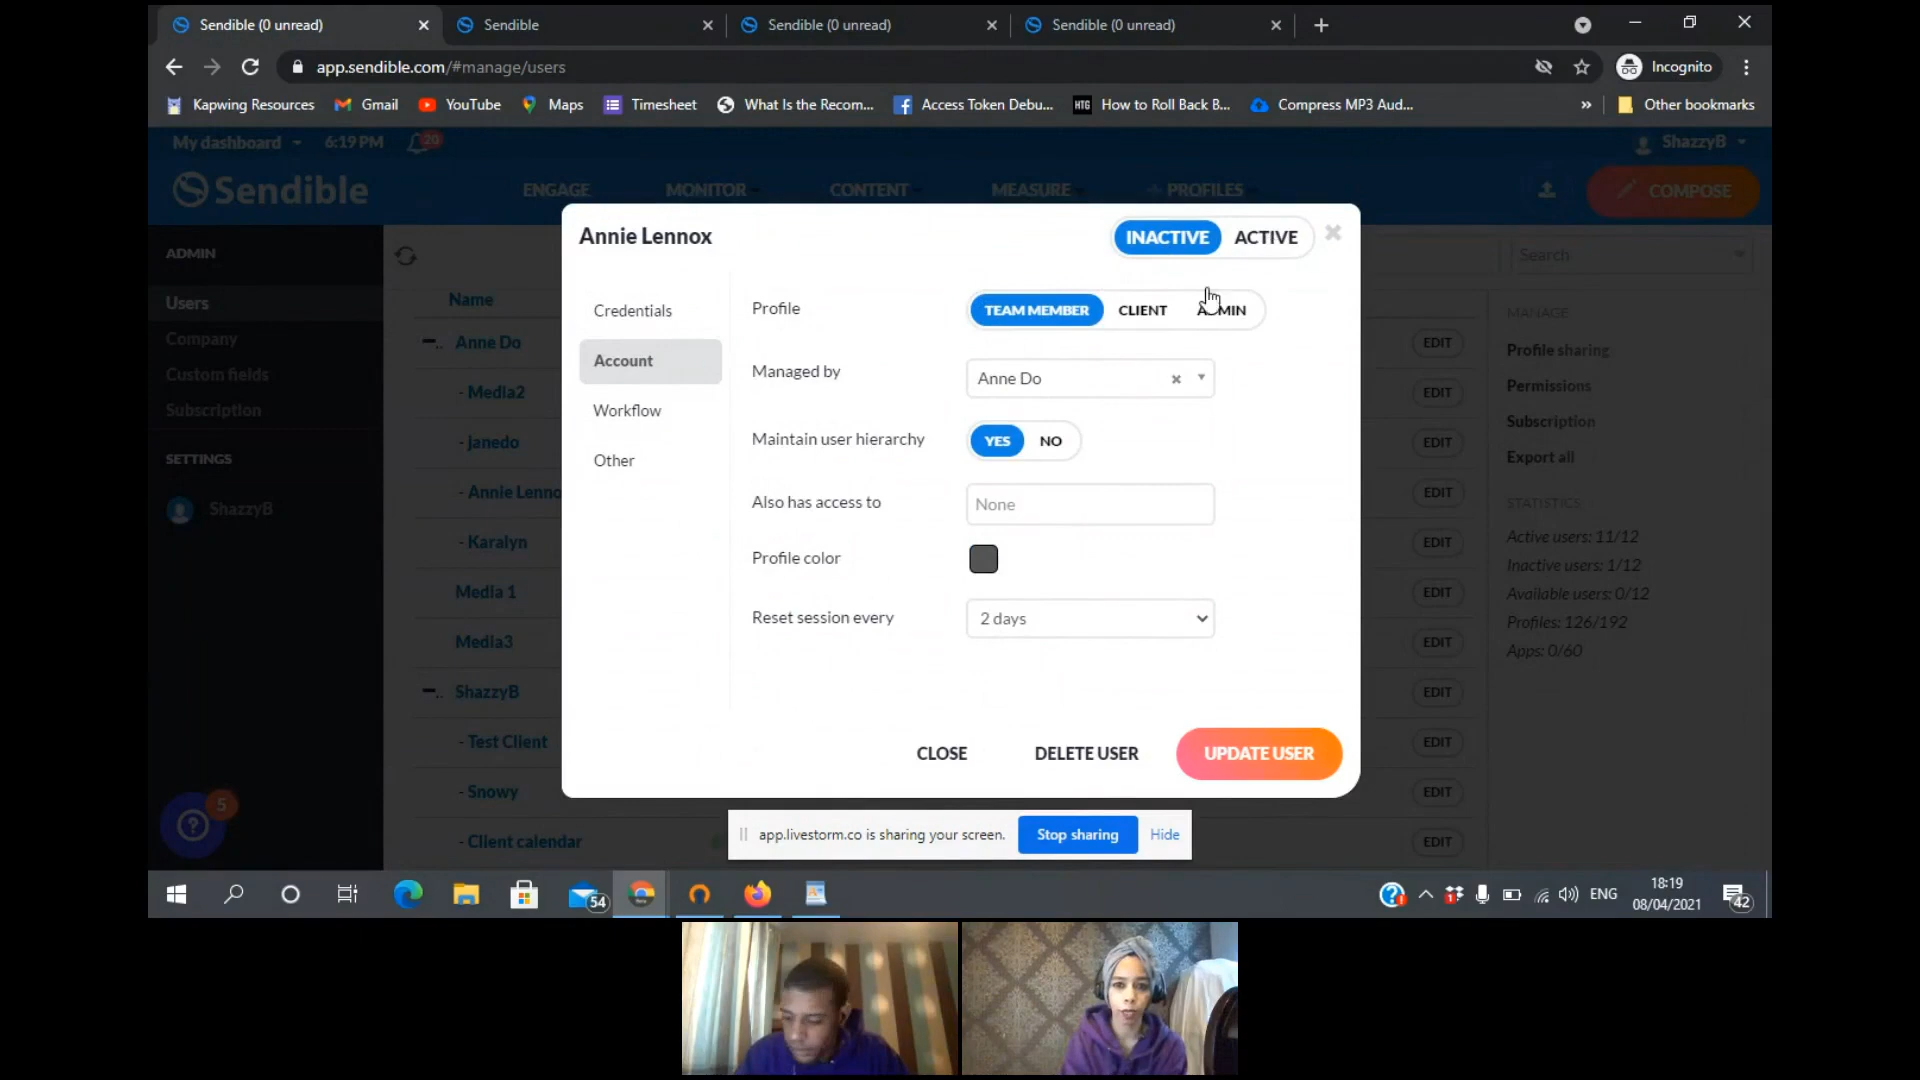 Sendible (0 unread)
Sendible
Sendible (0 unread)
Sendible (0 unread)
app.sendible.com/#manage/users
Incognito
Kapwing Resources
Gmail
YouTube
Maps
Timesheet
What Is the Recom...
Access Token Debu...
HTG
How to Roll Back B...
Compress MP3 Aud...
»
Other bookmarks
My dashboard
6:19 PM
20
ShazzyB
Sendible
ENGAGE
MONITOR
CONTENT
MEASURE
+ PROFILES
COMPOSE
ADMIN
Users
Company
Custom fields
Subscription
SETTINGS
ShazzyB
5
Name
Anne Do
- Media2
- janedo
- Annie Lenno
- Karalyn
Media 1
Media3
ShazzyB
- Test Client
- Snowy
- Client calendar
Annie Lennox
INACTIVE
ACTIVE
Credentials
Account
Workflow
Other
Profile
TEAM MEMBER
CLIENT
ADMIN
Managed by
Anne Do
Maintain user hierarchy
YES
NO
Also has access to
None
Profile color
Reset session every
2 days
CLOSE
DELETE USER
UPDATE USER
Search
EDIT
EDIT
EDIT
EDIT
EDIT
EDIT
EDIT
EDIT
EDIT
EDIT
EDIT
MANAGE
Profile sharing
Permissions
Subscription
Export all
STATISTICS
Active users: 11/12
Inactive users: 1/12
Available users: 0/12
Profiles: 126/192
Apps: 0/60
app.livestorm.co is sharing your screen.
Stop sharing
Hide
54
1
ENG
18:19
08/04/2021
42